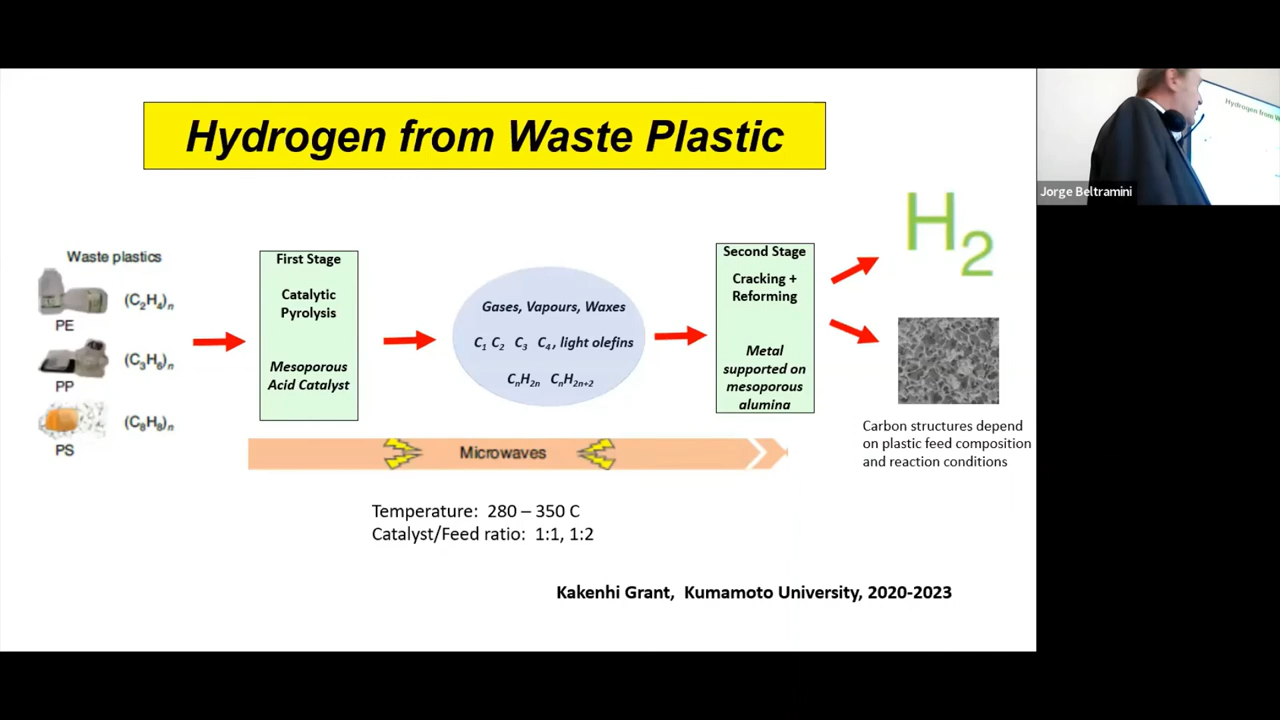 Hydrogen from Waste Plastic
Waste plastics
(C₂H₄)ₙ
PE
(C₃H₆)ₙ
PP
(C₈H₈)ₙ
PS
First Stage
Catalytic
Pyrolysis
Mesoporous
Acid Catalyst
Gases, Vapours, Waxes
C₁ C₂ C₃ C₄, light olefins
CₙH₂ₙ CₙH₂ₙ₊₂
Second Stage
Cracking +
Reforming
Metal
supported on
mesoporous
alumina
H₂
Carbon structures depend
on plastic feed composition
and reaction conditions
Microwaves
Temperature: 280 – 350 C
Catalyst/Feed ratio: 1:1, 1:2
Kakenhi Grant, Kumamoto University, 2020-2023
Jorge Beltramini
Hydrogen from W